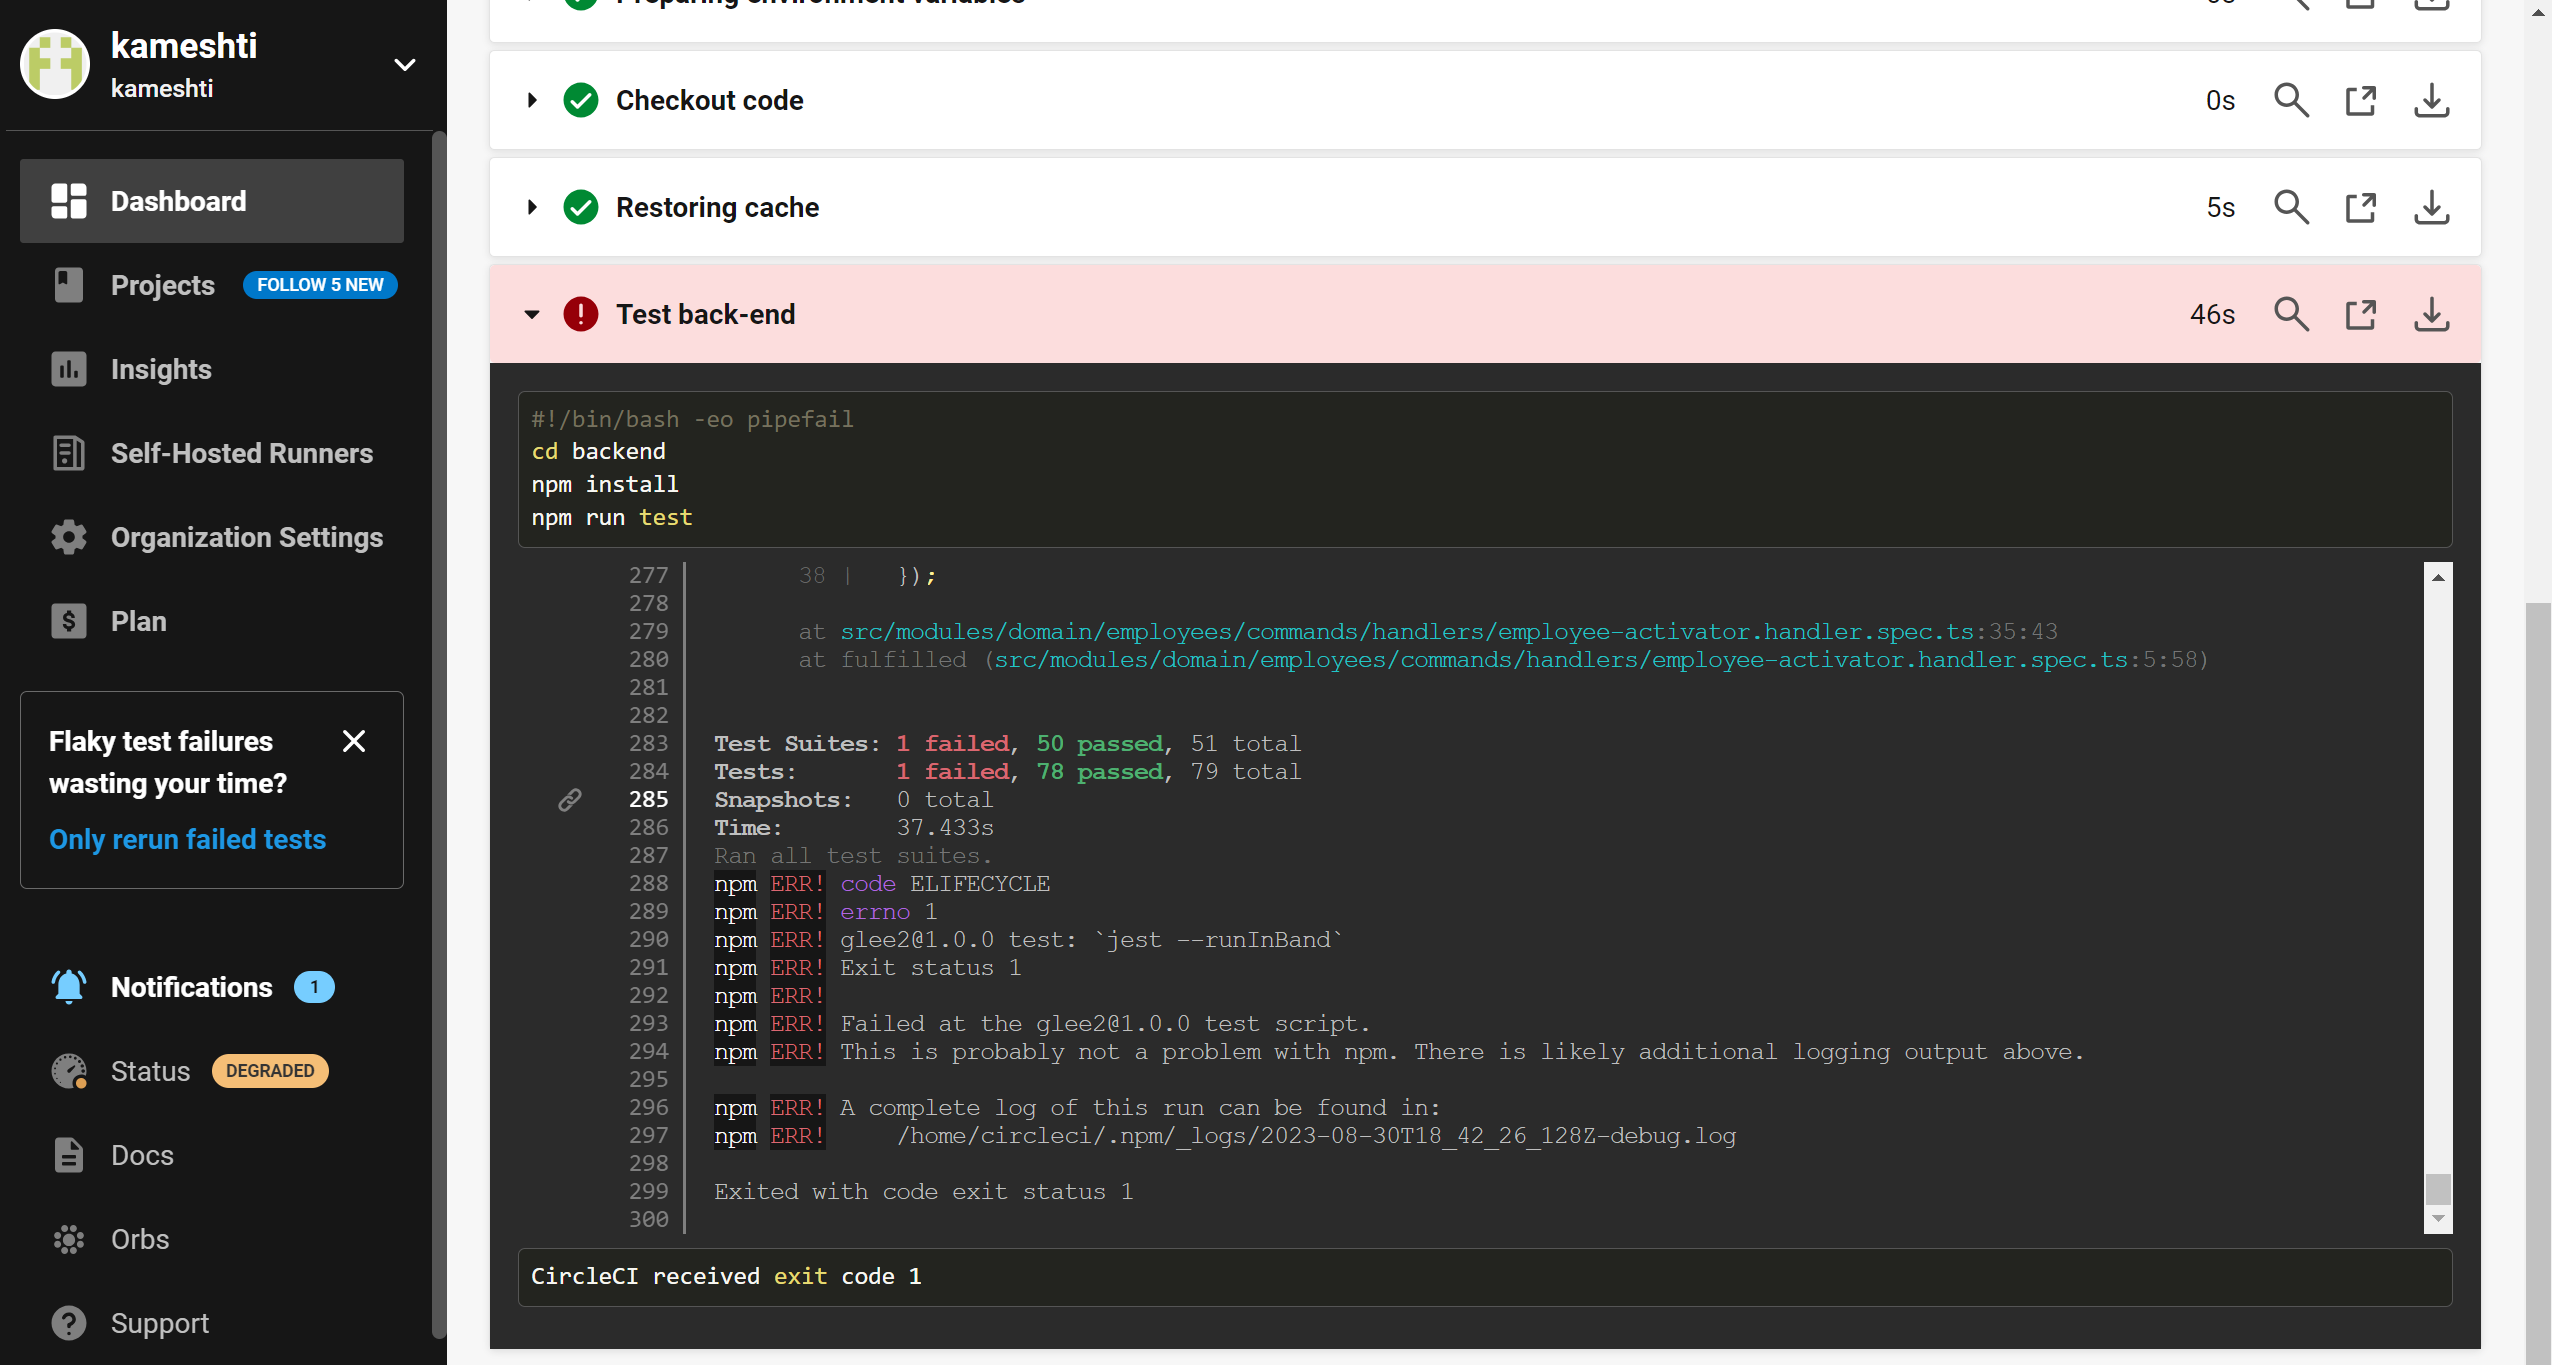 kameshti
kameshti
Dashboard
Projects FOLLOW 5 NEW
Insights
Self-Hosted Runners
Organization Settings
Plan
Flaky test failures
wasting your time?
Only rerun failed tests
Notifications 1
Status DEGRADED
Docs
Orbs
Support
Preparing environment variables 0s
Checkout code 0s
Restoring cache 5s
Test back-end 46s
#!/bin/bash -eo pipefail
cd backend
npm install
npm run test
277 38 | });
278
279 at src/modules/domain/employees/commands/handlers/employee-activator.handler.spec.ts:35:43
280 at fulfilled (src/modules/domain/employees/commands/handlers/employee-activator.handler.spec.ts:5:58)
281
282
283 Test Suites: 1 failed, 50 passed, 51 total
284 Tests: 1 failed, 78 passed, 79 total
285 Snapshots: 0 total
286 Time: 37.433s
287 Ran all test suites.
288 npm ERR! code ELIFECYCLE
289 npm ERR! errno 1
290 npm ERR! glee2@1.0.0 test: `jest --runInBand`
291 npm ERR! Exit status 1
292 npm ERR!
293 npm ERR! Failed at the glee2@1.0.0 test script.
294 npm ERR! This is probably not a problem with npm. There is likely additional logging output above.
295
296 npm ERR! A complete log of this run can be found in:
297 npm ERR! /home/circleci/.npm/_logs/2023-08-30T18_42_26_128Z-debug.log
298
299 Exited with code exit status 1
300
CircleCI received exit code 1